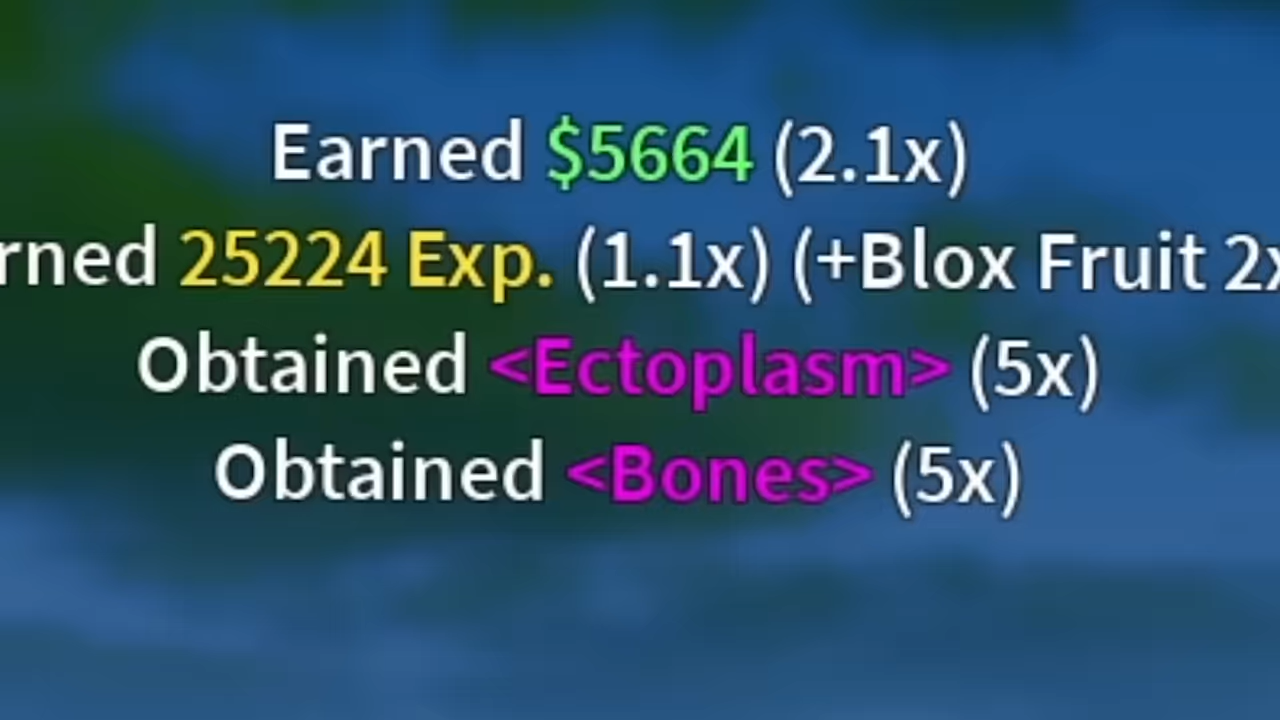 Earned $5664 (2.1x)
rned 25224 Exp. (1.1x) (+Blox Fruit 2x
Obtained <Ectoplasm> (5x)
Obtained <Bones> (5x)